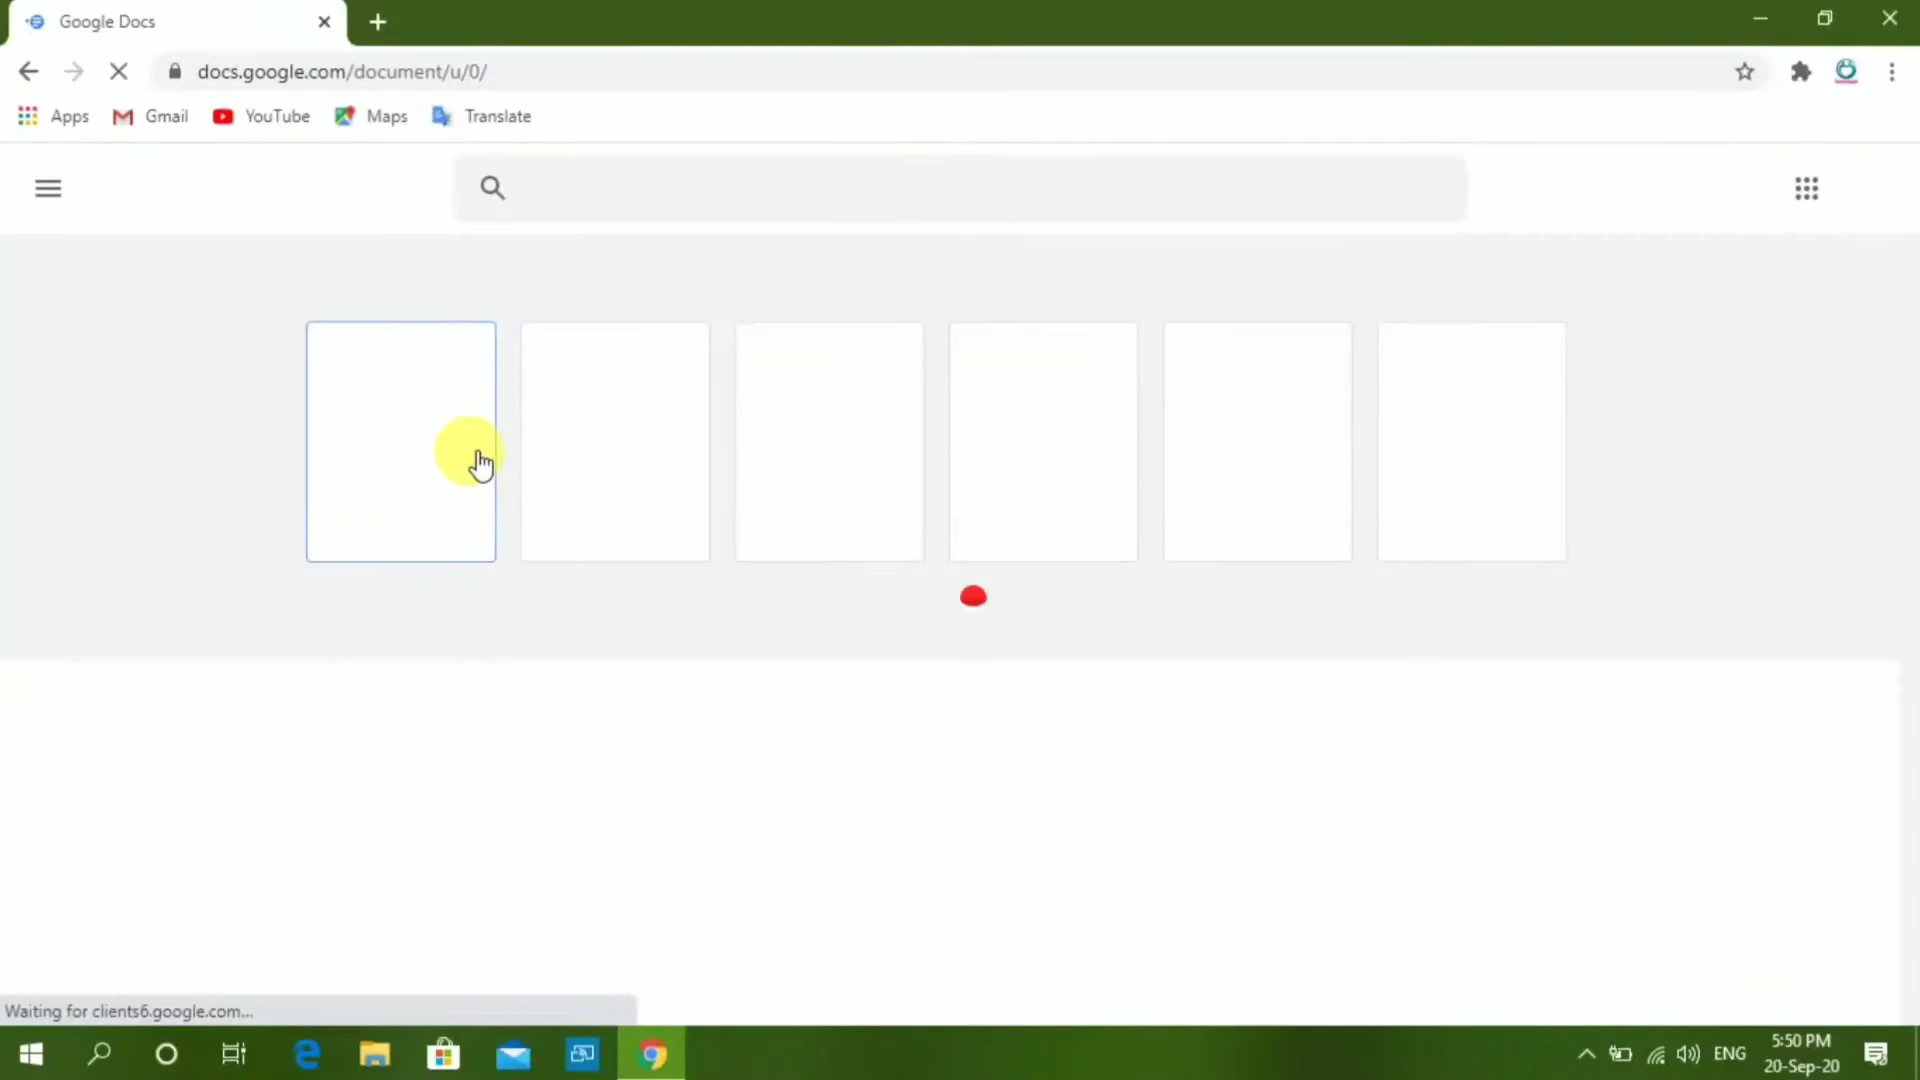 Google Docs
docs.google.com/document/u/0/
Apps Gmail YouTube Maps Translate
Waiting for clients6.google.com...
ENG
5:50 PM
20-Sep-20